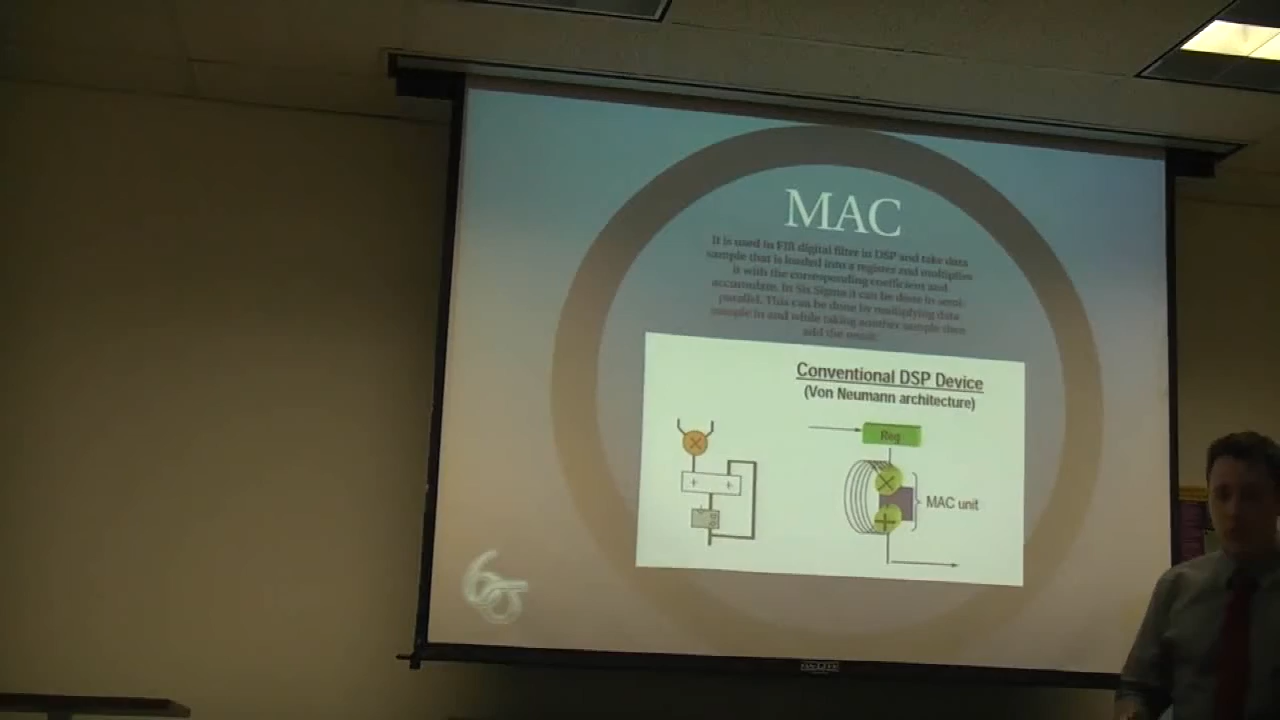 MAC
It is used in FIR digital filter in DSP and take data
sample that is loaded into a register and multiplies
it with the corresponding coefficient and
accumulate. In Six Sigma it can be done in semi-
parallel. This can be done by multiplying data
sample in and while taking another sample then
add the result.
Conventional DSP Device
(Von Neumann architecture)
Reg
MAC unit
6σ
DA-LITE